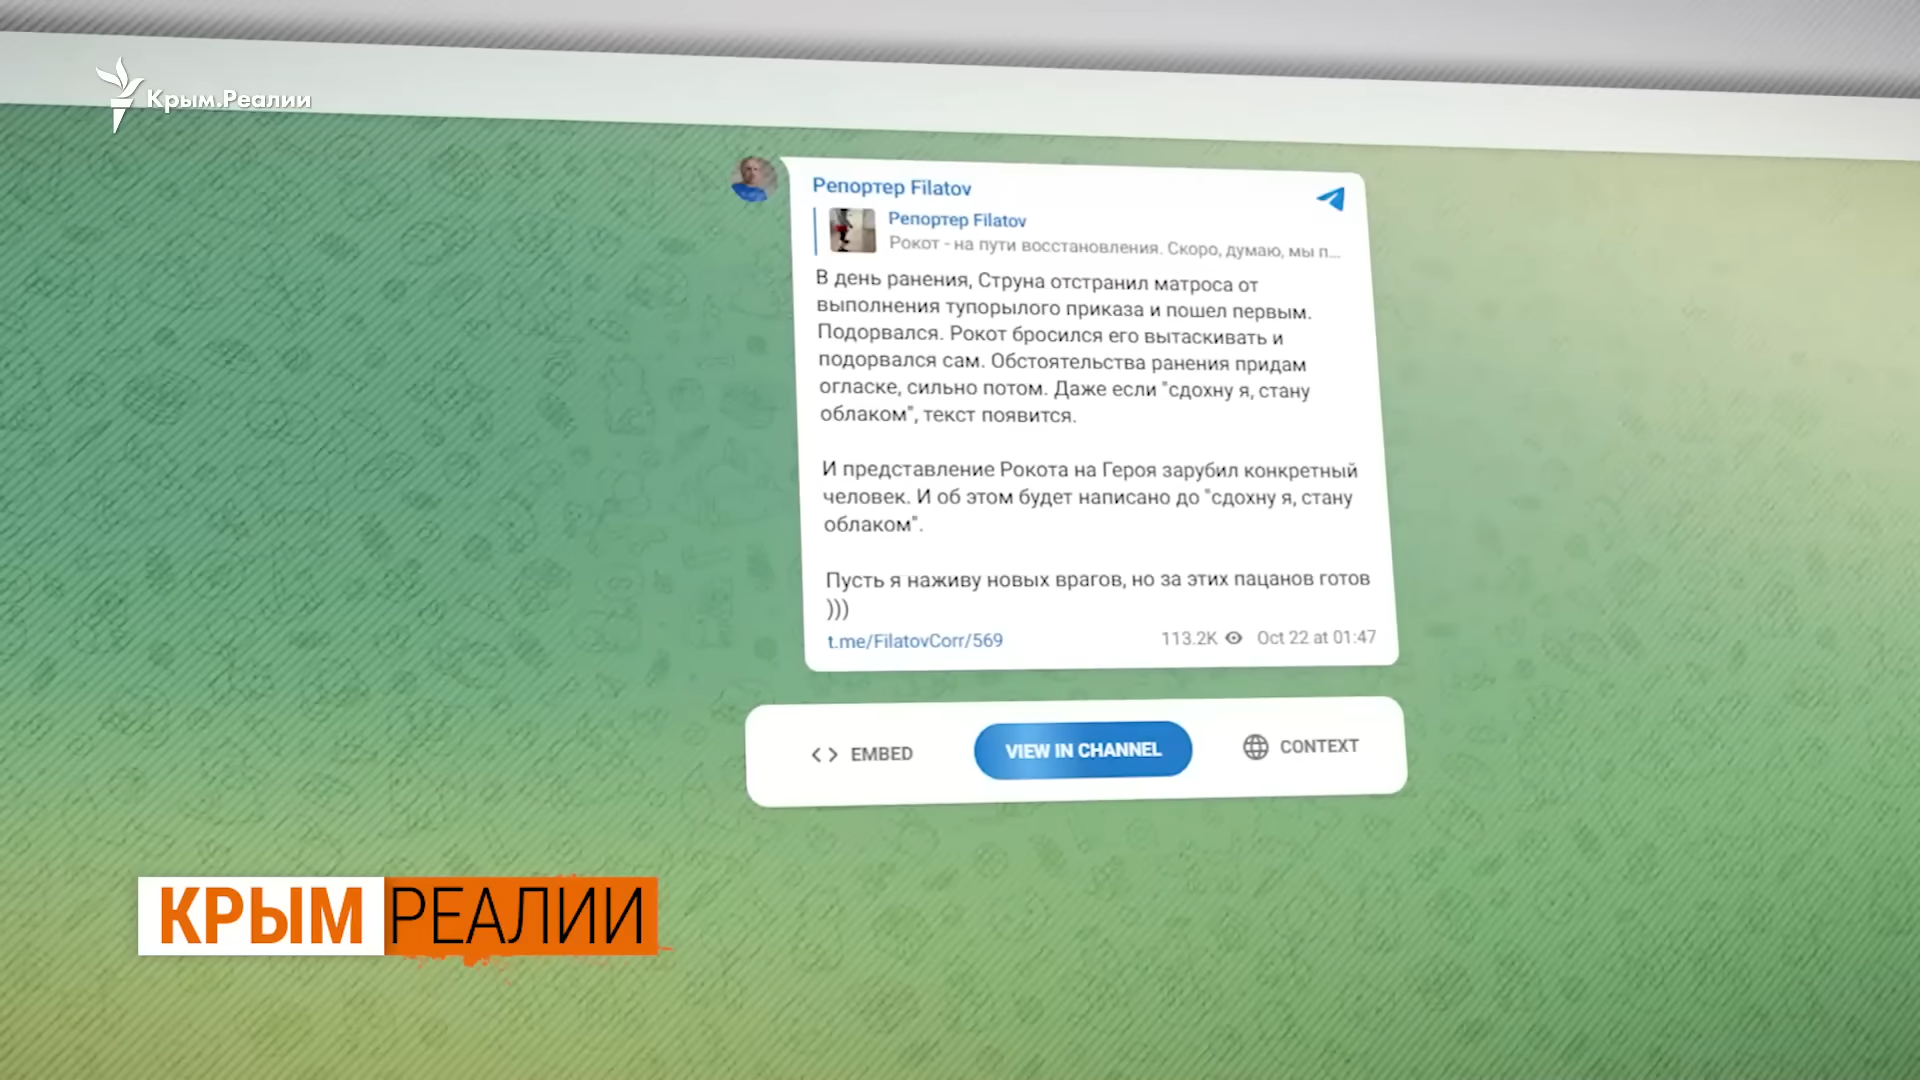 Крым.Реалии
Репортер Filatov
Репортер Filatov
Рокот - на пути восстановления. Скоро, думаю, мы п...
В день ранения, Струна отстранил матроса от
выполнения тупорылого приказа и пошел первым.
Подорвался. Рокот бросился его вытаскивать и
подорвался сам. Обстоятельства ранения придам
огласке, сильно потом. Даже если "сдохну я, стану
облаком", текст появится.
И представление Рокота на Героя зарубил конкретный
человек. И об этом будет написано до "сдохну я, стану
облаком".
Пусть я наживу новых врагов, но за этих пацанов готов
)))
t.me/FilatovCorr/569 113.2K Oct 22 at 01:47
EMBED VIEW IN CHANNEL CONTEXT
КРЫМ РЕАЛИИ